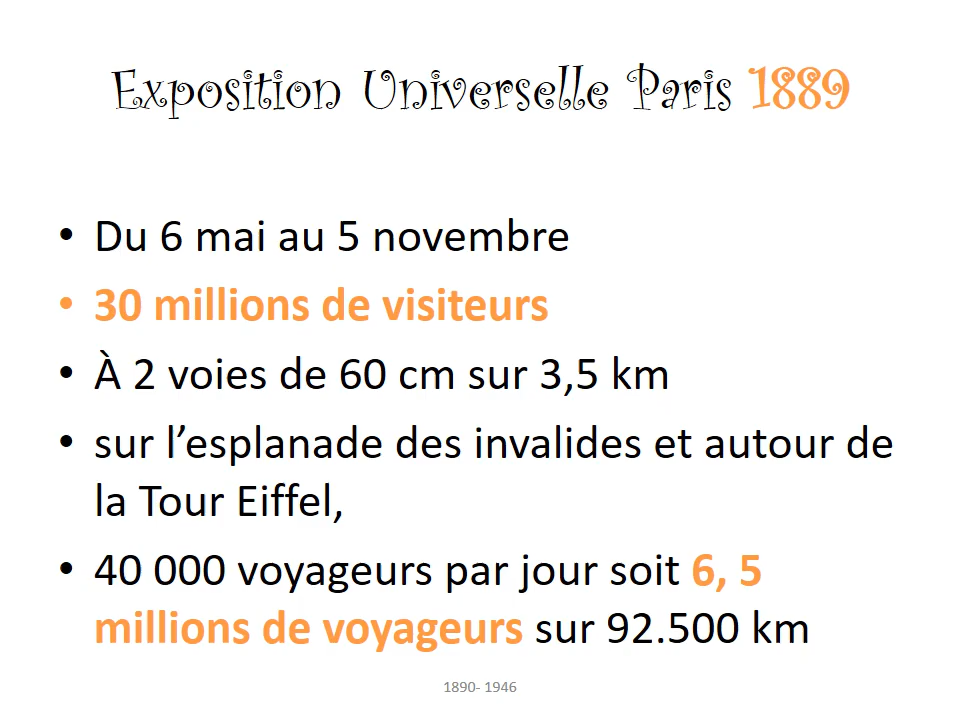 Exposition Universelle Paris 1889
• Du 6 mai au 5 novembre
• 30 millions de visiteurs
• À 2 voies de 60 cm sur 3,5 km
• sur l’esplanade des invalides et autour de
la Tour Eiffel,
• 40 000 voyageurs par jour soit 6, 5
millions de voyageurs sur 92.500 km
1890- 1946